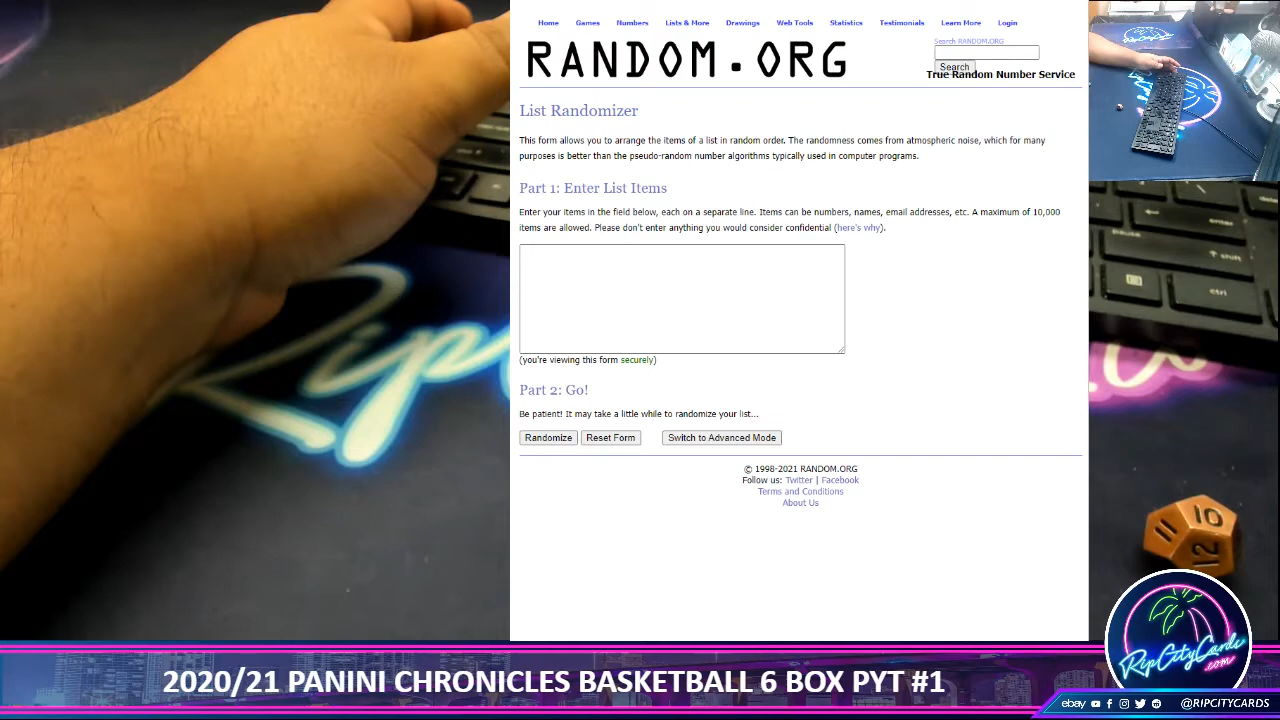 Home Games Numbers Lists & More Drawings Web Tools Statistics Testimonials Learn More Login
RANDOM.ORG
Search RANDOM.ORG
Search
True Random Number Service
List Randomizer
This form allows you to arrange the items of a list in random order. The randomness comes from atmospheric noise, which for many
purposes is better than the pseudo-random number algorithms typically used in computer programs.
Part 1: Enter List Items
Enter your items in the field below, each on a separate line. Items can be numbers, names, email addresses, etc. A maximum of 10,000
items are allowed. Please don't enter anything you would consider confidential (here's why).
(you're viewing this form securely)
Part 2: Go!
Be patient! It may take a little while to randomize your list...
Randomize Reset Form Switch to Advanced Mode
© 1998-2021 RANDOM.ORG
Follow us: Twitter | Facebook
Terms and Conditions
About Us
enter
pause
shift
ctrl
11 10
12
RipCityCards
.com
2020/21 PANINI CHRONICLES BASKETBALL 6 BOX PYT #1
ebay @RIPCITYCARDS